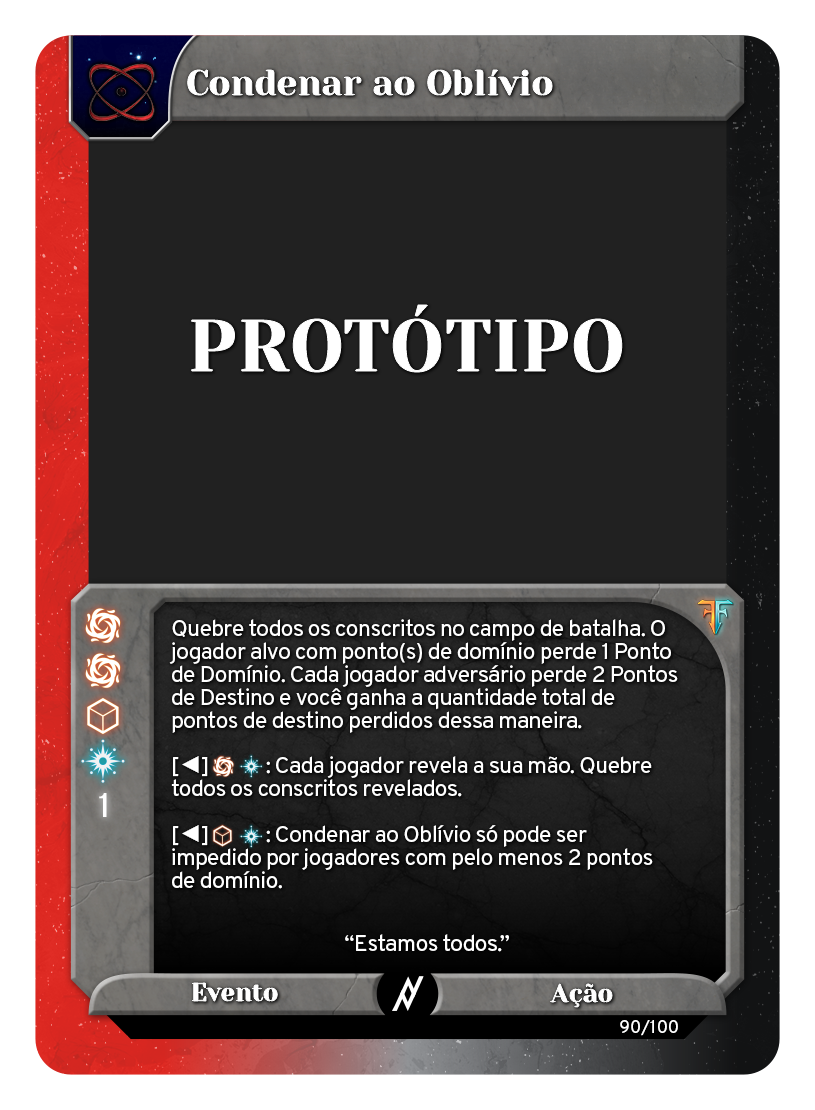 Condenar ao Oblívio
PROTÓTIPO
1
Quebre todos os conscritos no campo de batalha. O
jogador alvo com ponto(s) de domínio perde 1 Ponto
de Domínio. Cada jogador adversário perde 2 Pontos
de Destino e você ganha a quantidade total de
pontos de destino perdidos dessa maneira.
[◀] : Cada jogador revela a sua mão. Quebre
todos os conscritos revelados.
[◀] : Condenar ao Oblívio só pode ser
impedido por jogadores com pelo menos 2 pontos
de domínio.
“Estamos todos.”
Evento
Ação
90/100